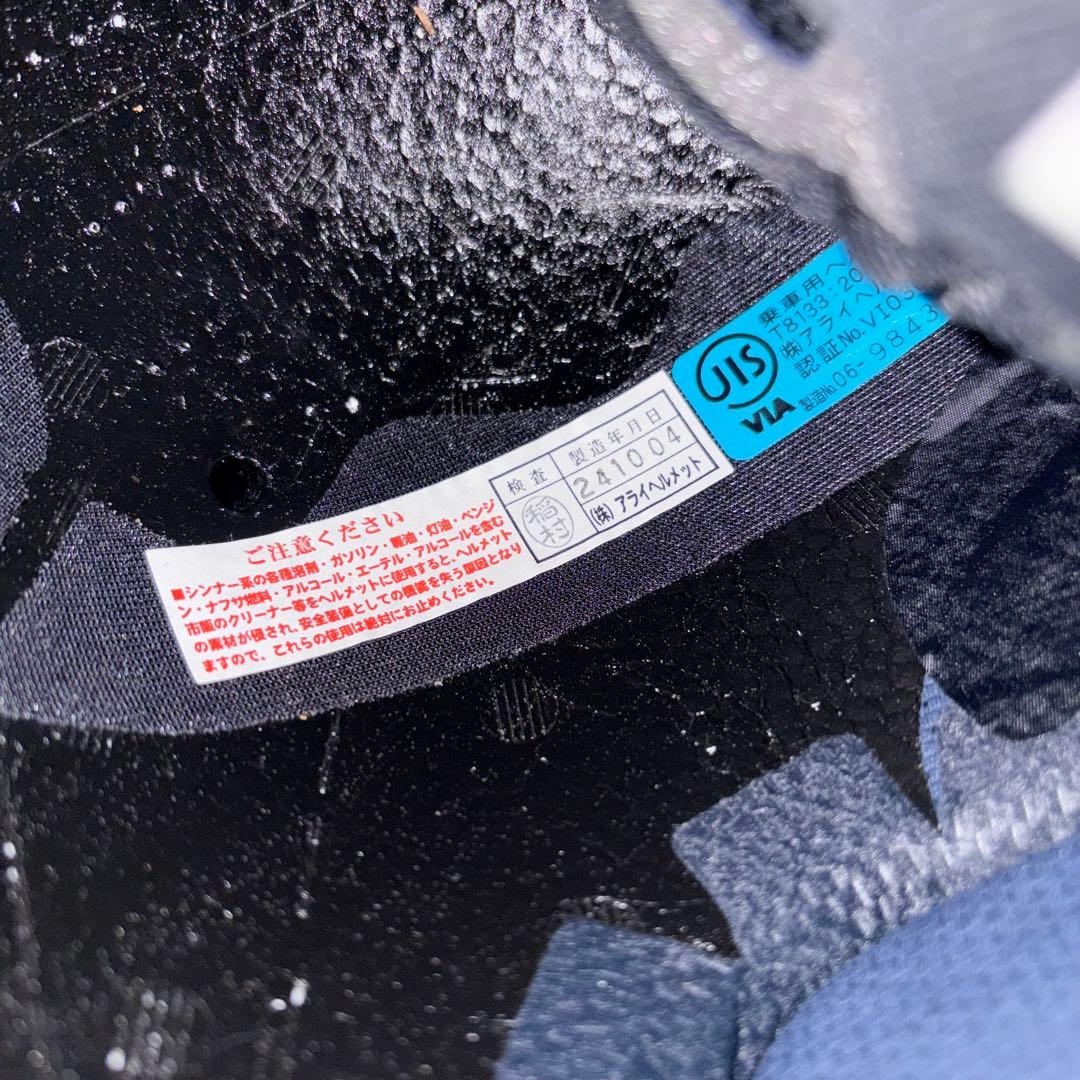 ご注意ください
■シンナー系の各種溶剤・ガソリン・軽油・灯油・ベンジ
ン・ナフサ燃料・アルコール・エーテル・アルコールを含む
市販のクリーナー等をヘルメットに使用すると、ヘルメット
の素材が侵され、安全装備としての機能を失う原因となり
ますので、これらの使用は絶対にお止めください。
検査
稲村
製造年月日
241004
㈱アライヘルメット
JIS
VIA
乗車用ヘ
T8133:20
㈱アライヘ
認証No.VI03
製造No.06-9843